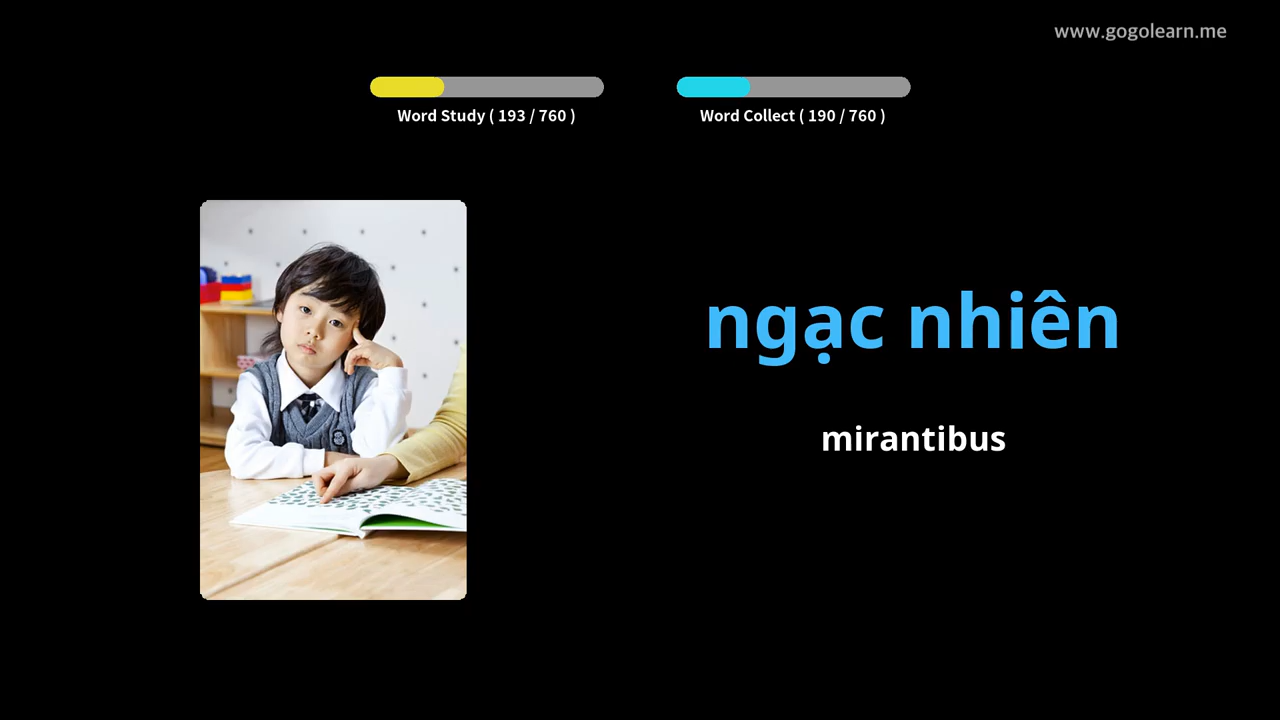 www.gogolearn.me
Word Study ( 193 / 760 )
Word Collect ( 190 / 760 )
ngạc nhiên
mirantibus